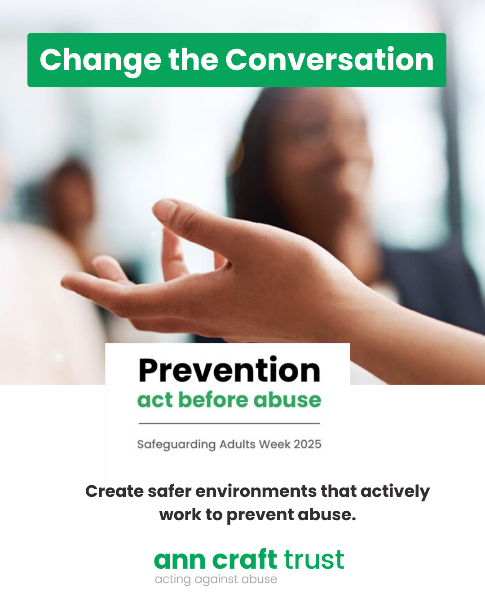 Change the Conversation
Prevention
act before abuse
Safeguarding Adults Week 2025
Create safer environments that actively
work to prevent abuse.
ann craft trust
acting against abuse